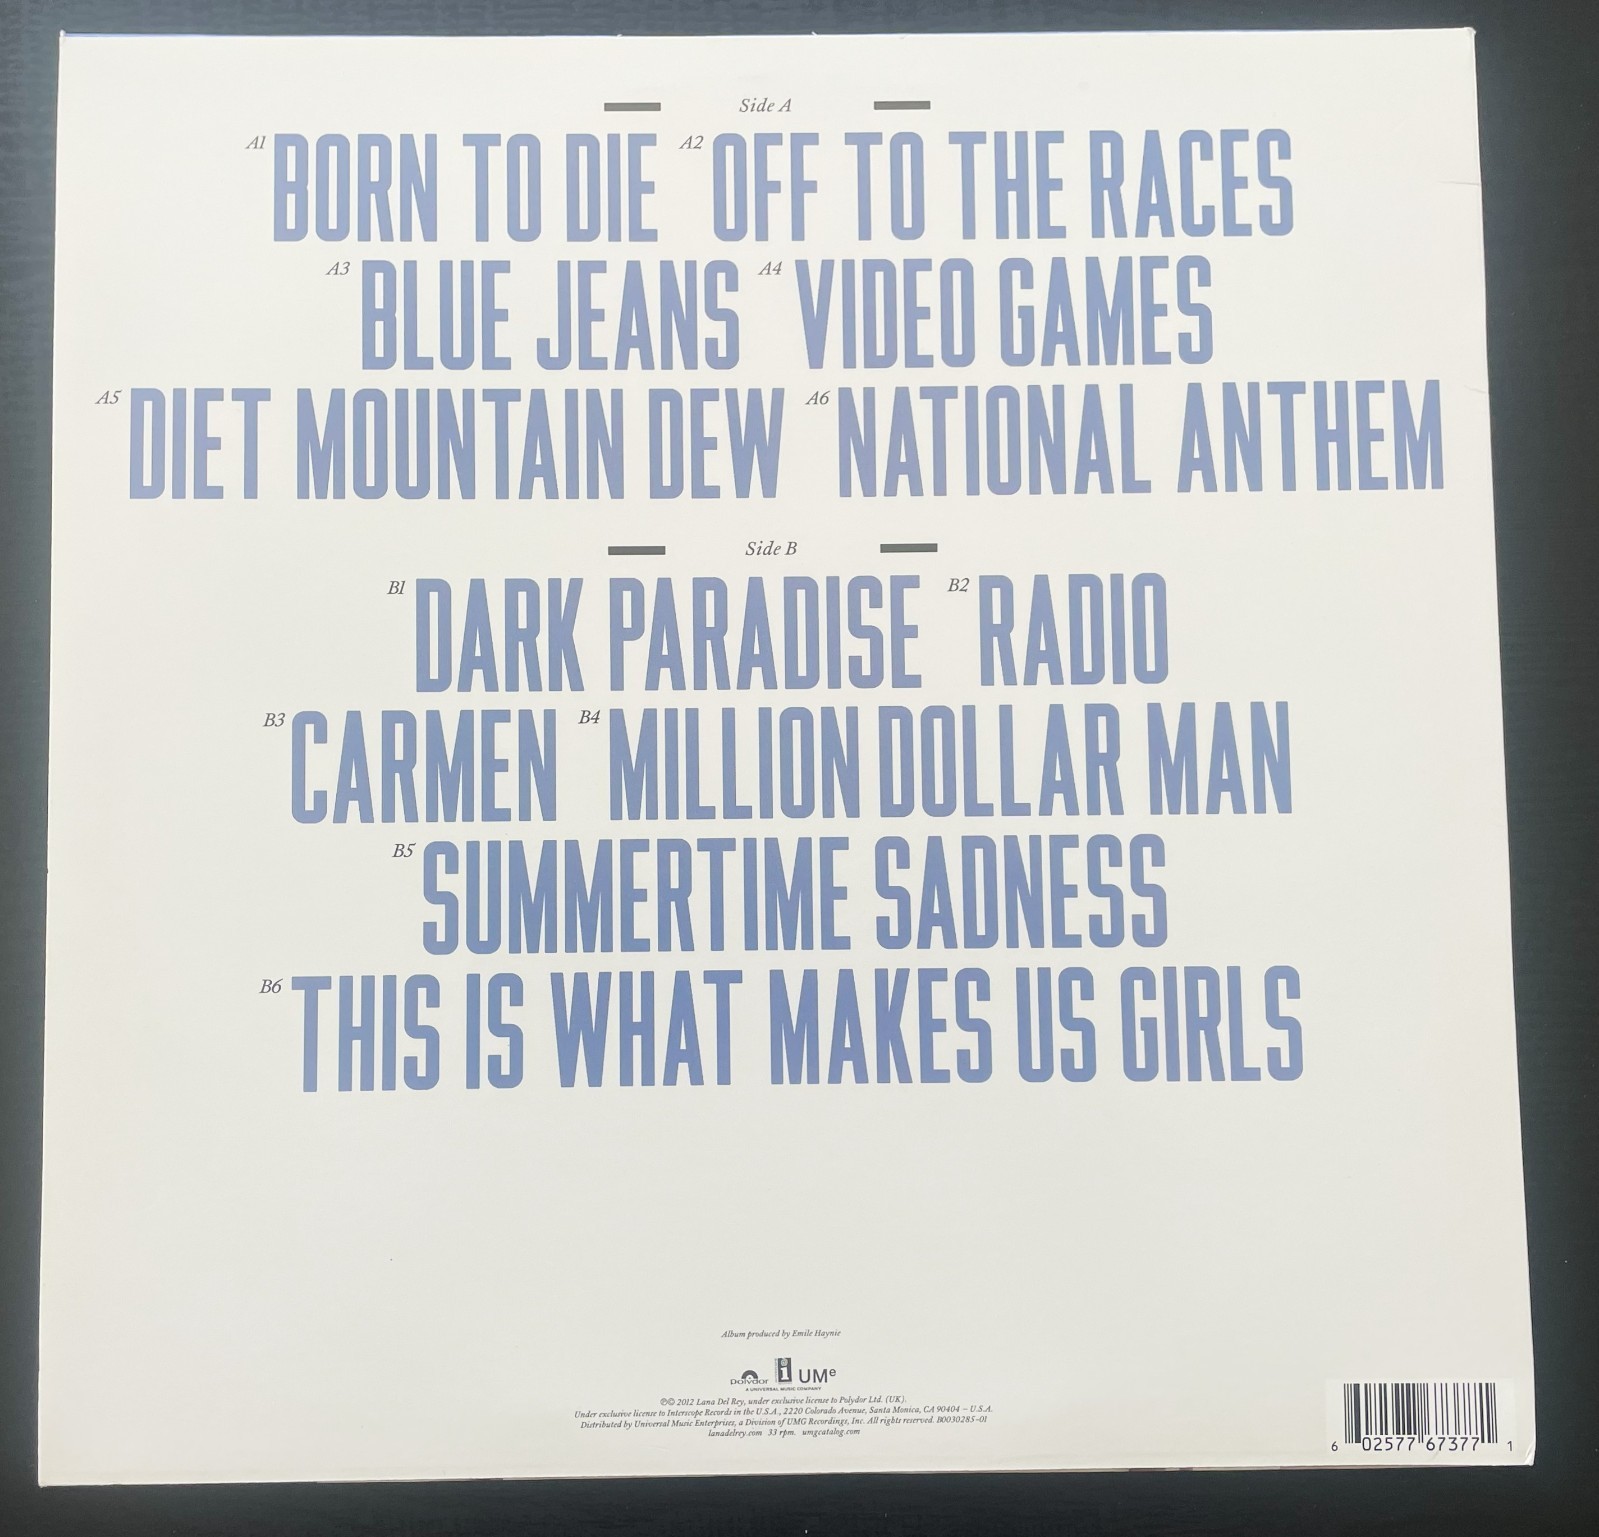 Side A
A1 BORN TO DIE A2 OFF TO THE RACES
A3 BLUE JEANS A4 VIDEO GAMES
A5 DIET MOUNTAIN DEW A6 NATIONAL ANTHEM
Side B
B1 DARK PARADISE B2 RADIO
B3 CARMEN B4 MILLION DOLLAR MAN
B5 SUMMERTIME SADNESS
B6 THIS IS WHAT MAKES US GIRLS
Album produced by Emile Haynie
Polydor i UMe
A UNIVERSAL MUSIC COMPANY
℗© 2012 Lana Del Rey, under exclusive license to Polydor Ltd. (UK).
Under exclusive license to Interscope Records in the U.S.A., 2220 Colorado Avenue, Santa Monica, CA 90404 – U.S.A.
Distributed by Universal Music Enterprises, a Division of UMG Recordings, Inc. All rights reserved. B0030285-01
lanadelrey.com 33 rpm. umgcatalog.com
6 02577 67377 1